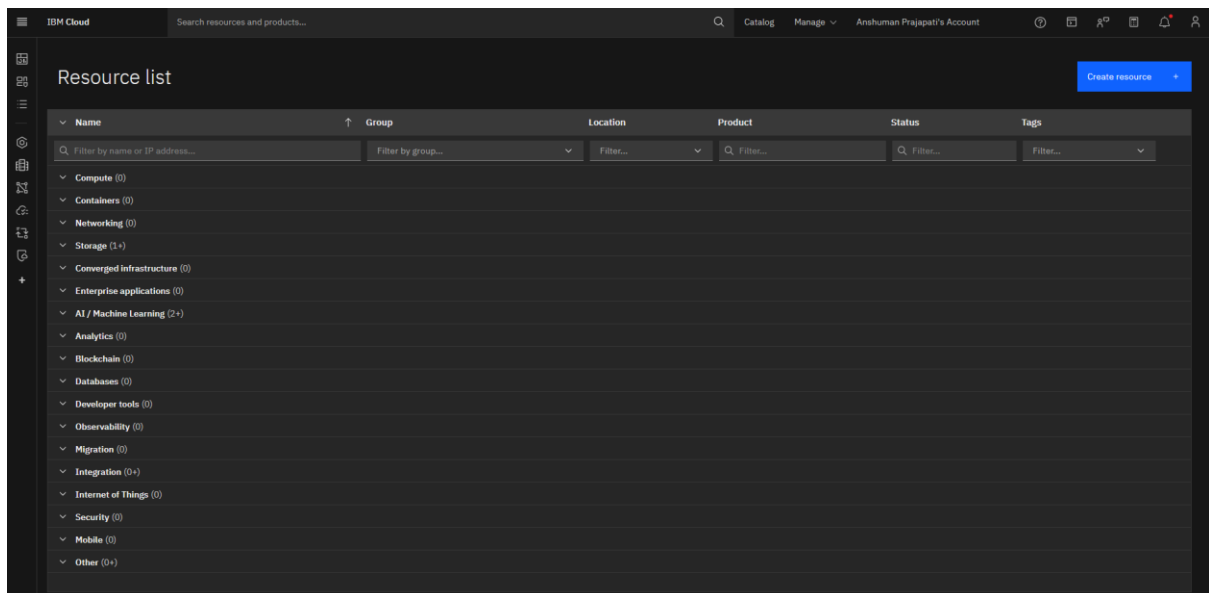 IBM Cloud Search resources and products... Catalog Manage Anshuman Prajapati's Account
Resource list
Create resource +
Name Group Location Product Status Tags
Filter by name or IP address... Filter by group... Filter... Filter... Filter... Filter...
Compute (0)
Containers (0)
Networking (0)
Storage (1+)
Converged infrastructure (0)
Enterprise applications (0)
AI / Machine Learning (2+)
Analytics (0)
Blockchain (0)
Databases (0)
Developer tools (0)
Observability (0)
Migration (0)
Integration (0+)
Internet of Things (0)
Security (0)
Mobile (0)
Other (0+)